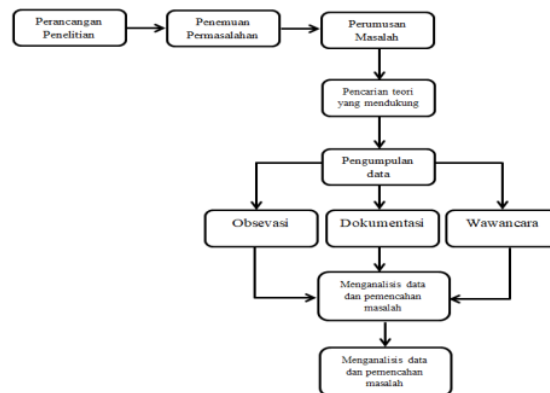 Perancangan
Penelitian
Penemuan
Permasalahan
Perumusan
Masalah
Pencarian teori
yang mendukung
Pengumpulan
data
Obsevasi
Dokumentasi
Wawancara
Menganalisis data
dan pemencahan
masalah
Menganalisis data
dan pemencahan
masalah